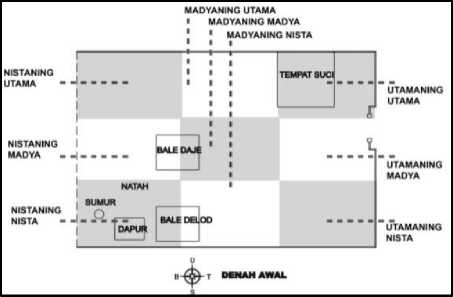 MADYANING UTAMA
MADYANING MADYA
MADYANING NISTA
NISTANING
UTAMA
TEMPAT SUCI
UTAMANING
UTAMA
NISTANING
MADYA
BALE DAJE
UTAMANING
MADYA
NATAH
SUMUR
NISTANING
NISTA
DAPUR
BALE DELOD
UTAMANING
NISTA
U
B T
S
DENAH AWAL